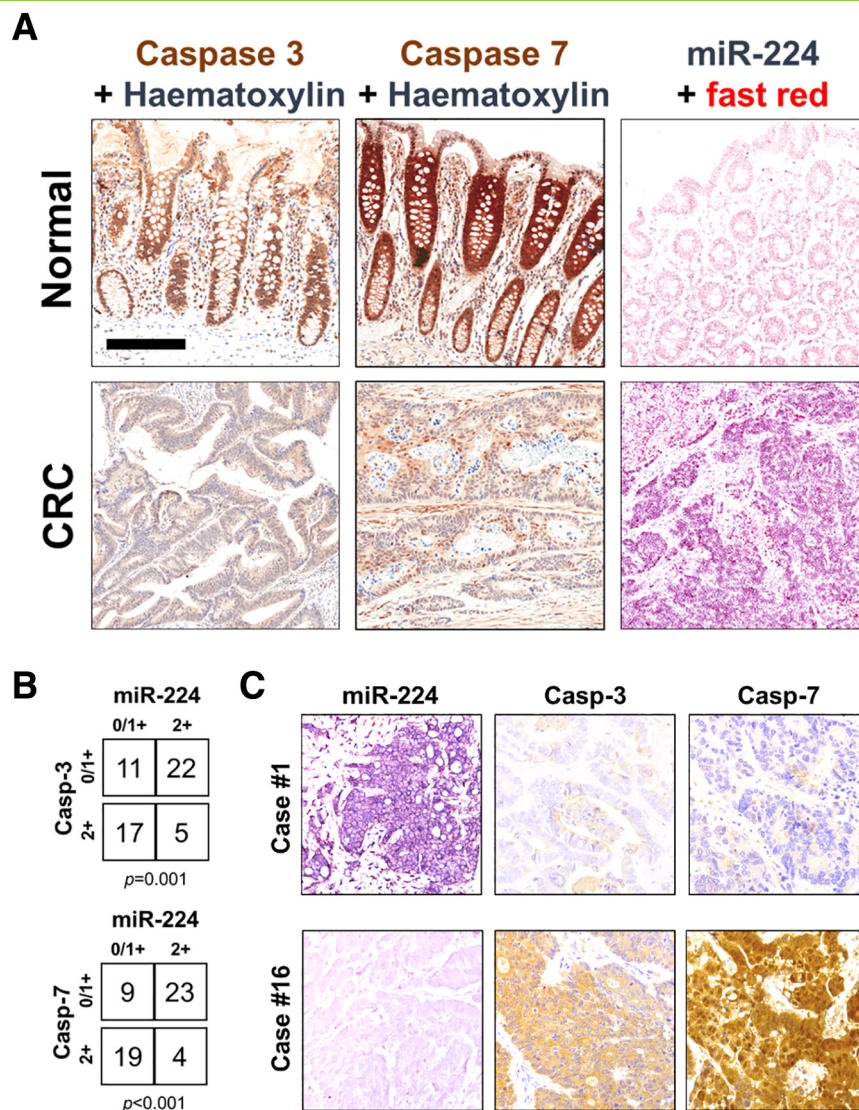 A
Caspase 3
+ Haematoxylin
Caspase 7
+ Haematoxylin
miR-224
+ fast red
Normal
CRC
B
miR-224
0/1+ 2+
Casp-3
0/1+ 11 22
2+ 17 5
p=0.001
miR-224
0/1+ 2+
Casp-7
0/1+ 9 23
2+ 19 4
p<0.001
C
miR-224 Casp-3 Casp-7
Case #1
Case #16